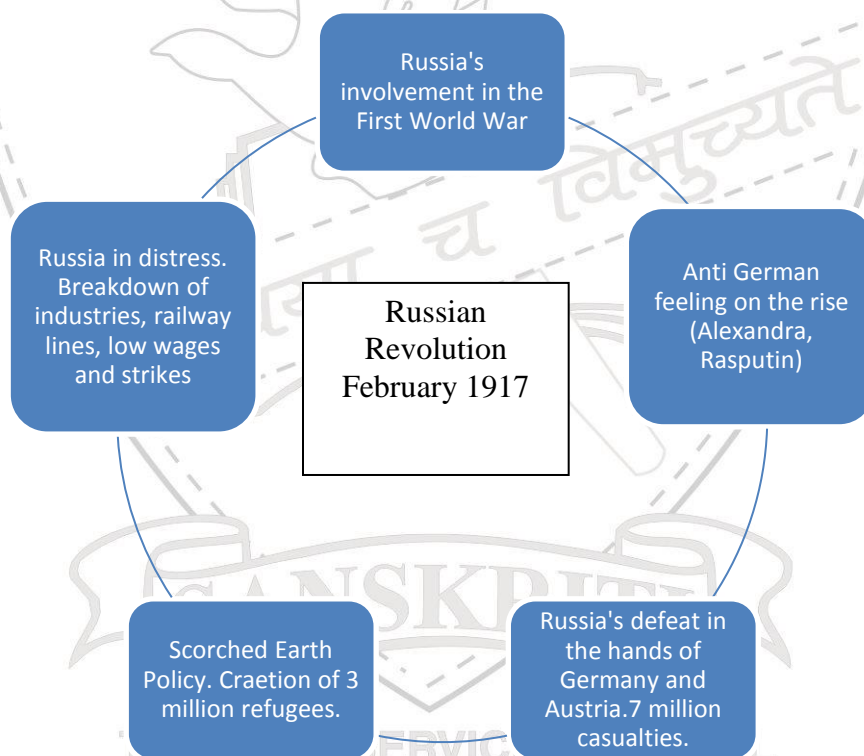 Russia's
involvement in the
First World War
Anti German
feeling on the rise
(Alexandra,
Rasputin)
Russia's defeat in
the hands of
Germany and
Austria.7 million
casualties.
Scorched Earth
Policy. Craetion of 3
million refugees.
Russia in distress.
Breakdown of
industries, railway
lines, low wages
and strikes
Russian
Revolution
February 1917
च विमुच्यते
SANSKRITI